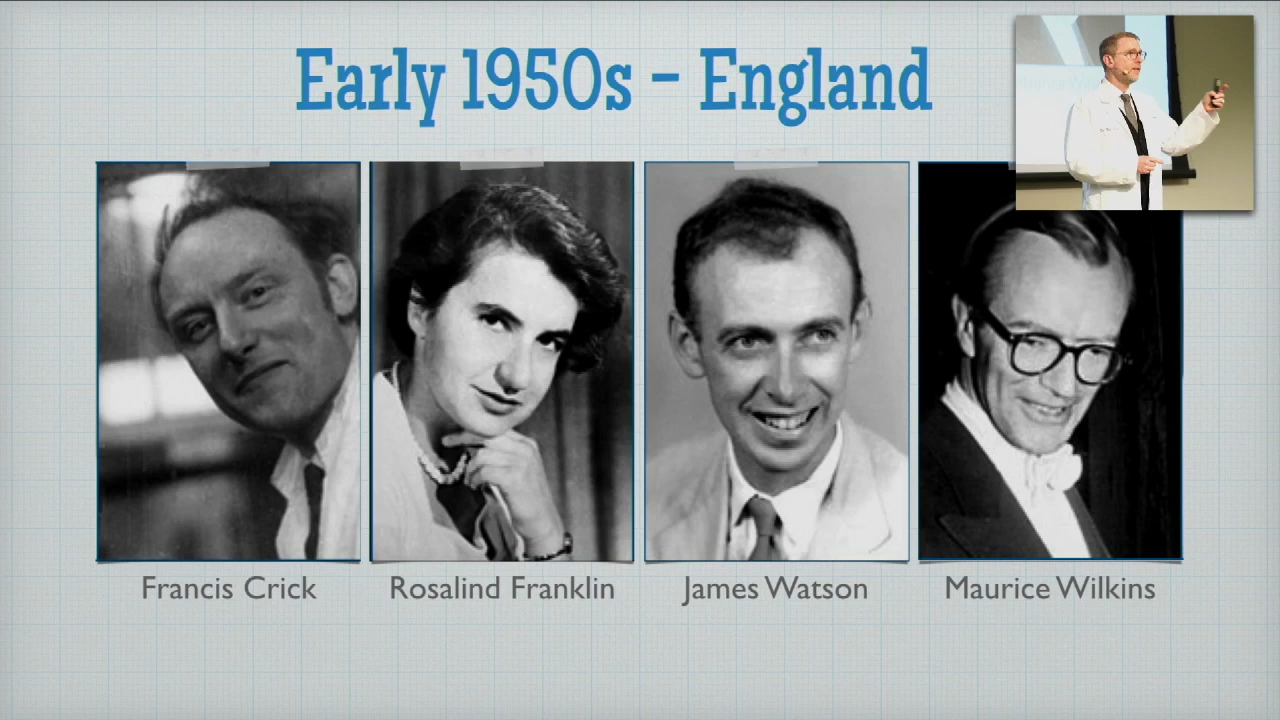 Early 1950s – England
Francis Crick
Rosalind Franklin
James Watson
Maurice Wilkins